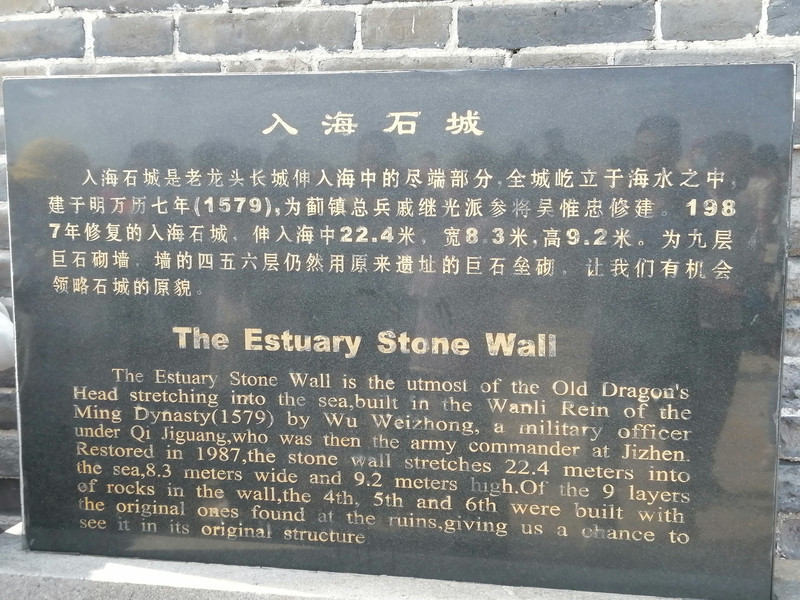 入海石城
入海石城是老龙头长城伸入海中的尽端部分,全城屹立于海水之中,
建于明万历七年(1579),为蓟镇总兵戚继光派参将吴惟忠修建。198
7年修复的入海石城，伸入海中22.4米，宽8.3米,高9.2米。为九层
巨石砌墙，墙的四五六层仍然用原来遗址的巨石垒砌，让我们有机会
领略石城的原貌。
The Estuary Stone Wall
The Estuary Stone Wall is the utmost of the Old Dragon's
Head stretching into the sea,built in the Wanli Rein of the
Ming Dynasty(1579) by Wu Weizhong, a military officer
under Qi Jiguang,who was then the army commander at Jizhen.
Restored in 1987,the stone wall stretches 22.4 meters into
the sea,8.3 meters wide and 9.2 meters high.Of the 9 layers
of rocks in the wall,the 4th, 5th and 6th were built with
the original ones found at the ruins,giving us a chance to
see it in its original structure